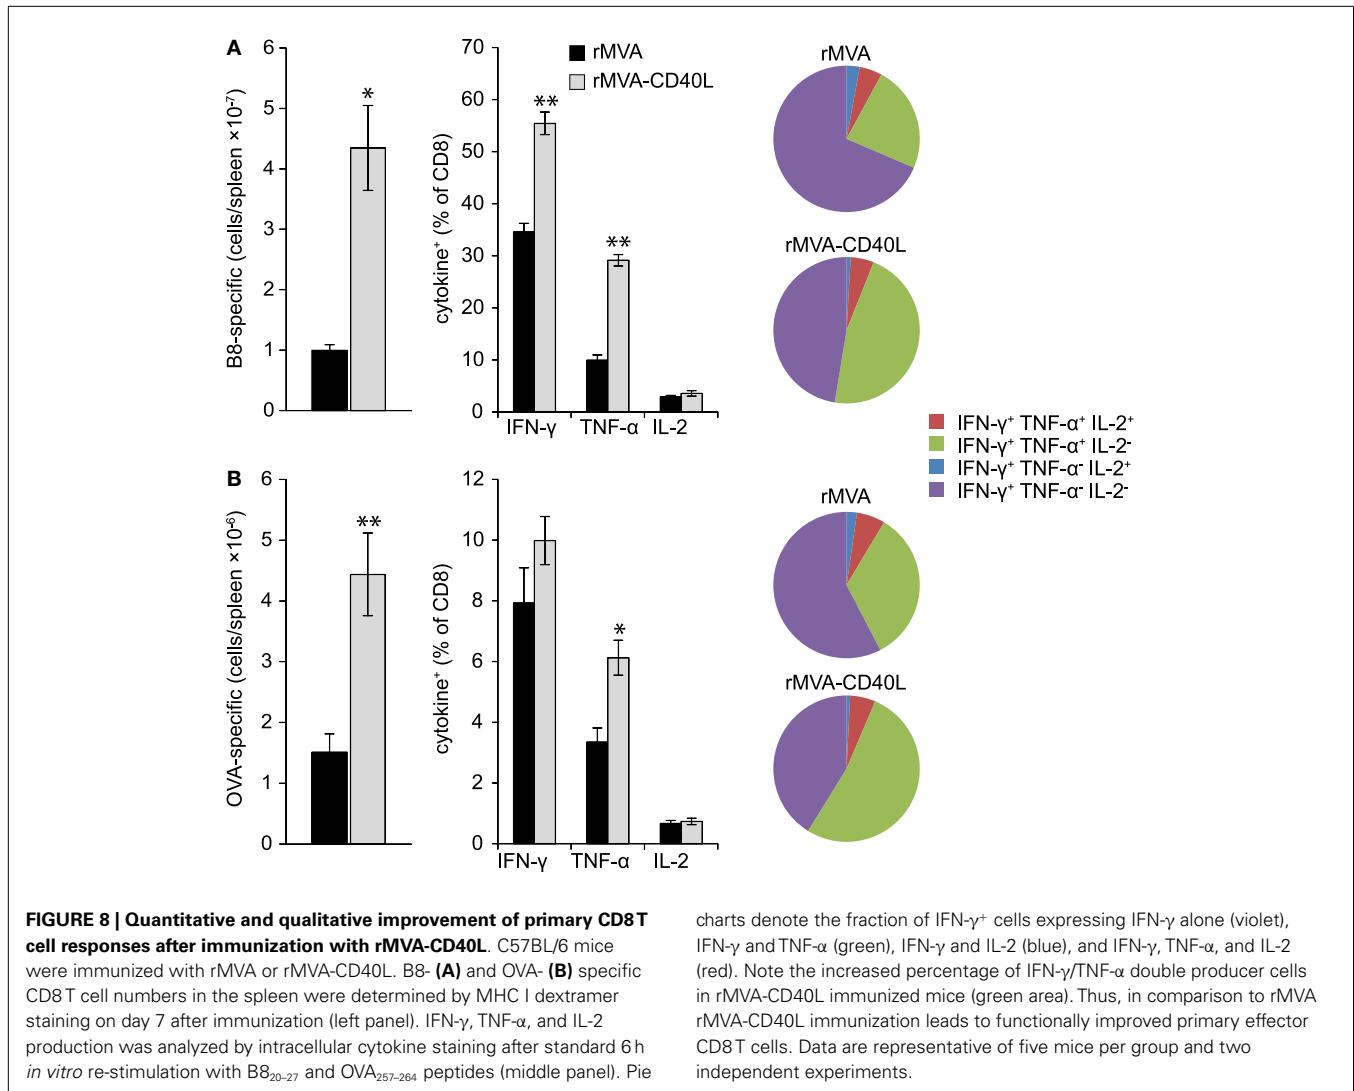 A
B8-specific (cells/spleen ×10⁻⁷)
6
5
4
3
2
1
0
*
cytokine⁺ (% of CD8)
70
60
50
40
30
20
10
0
rMVA
rMVA-CD40L
**
**
IFN-γ
TNF-α
IL-2
rMVA
rMVA-CD40L
IFN-γ⁺ TNF-α⁺ IL-2⁺
IFN-γ⁺ TNF-α⁺ IL-2⁻
IFN-γ⁺ TNF-α⁻ IL-2⁺
IFN-γ⁺ TNF-α⁻ IL-2⁻
B
OVA-specific (cells/spleen ×10⁻⁶)
6
5
4
3
2
1
0
**
cytokine⁺ (% of CD8)
12
10
8
6
4
2
0
*
IFN-γ
TNF-α
IL-2
rMVA
rMVA-CD40L
FIGURE 8 | Quantitative and qualitative improvement of primary CD8 T
cell responses after immunization with rMVA-CD40L. C57BL/6 mice
were immunized with rMVA or rMVA-CD40L. B8- (A) and OVA- (B) specific
CD8 T cell numbers in the spleen were determined by MHC I dextramer
staining on day 7 after immunization (left panel). IFN-γ, TNF-α, and IL-2
production was analyzed by intracellular cytokine staining after standard 6 h
in vitro re-stimulation with B8₂₀₋₂₇ and OVA₂₅₇₋₂₆₄ peptides (middle panel). Pie
charts denote the fraction of IFN-γ⁺ cells expressing IFN-γ alone (violet),
IFN-γ and TNF-α (green), IFN-γ and IL-2 (blue), and IFN-γ, TNF-α, and IL-2
(red). Note the increased percentage of IFN-γ/TNF-α double producer cells
in rMVA-CD40L immunized mice (green area). Thus, in comparison to rMVA
rMVA-CD40L immunization leads to functionally improved primary effector
CD8 T cells. Data are representative of five mice per group and two
independent experiments.